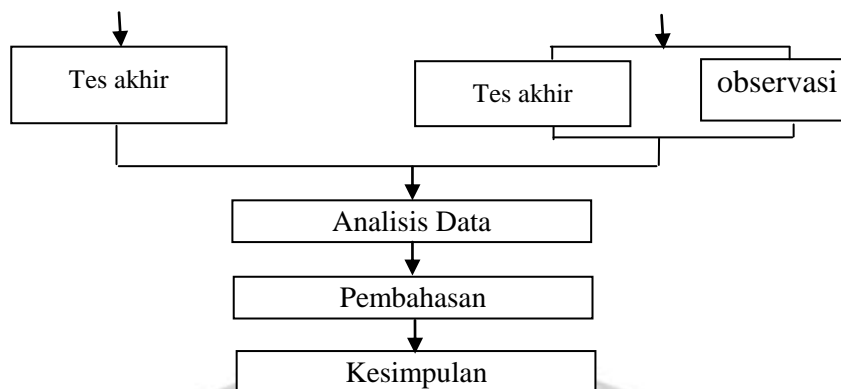 Tes akhir
Tes akhir
observasi
Analisis Data
Pembahasan
Kesimpulan